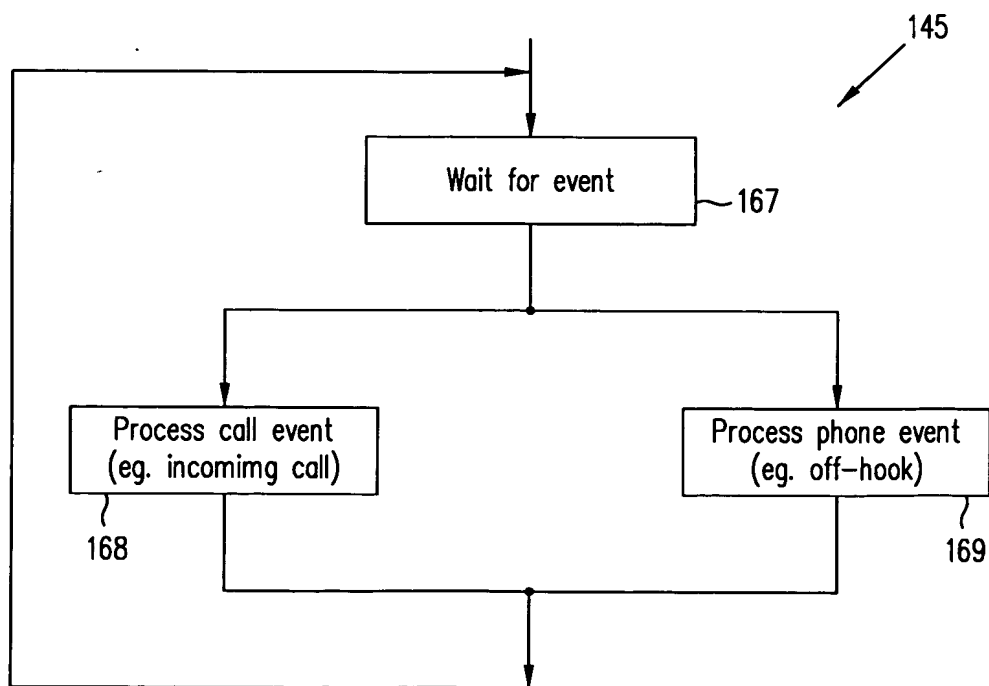 145
Wait for event
167
Process call event
(eg. incomimg call)
168
Process phone event
(eg. off-hook)
169